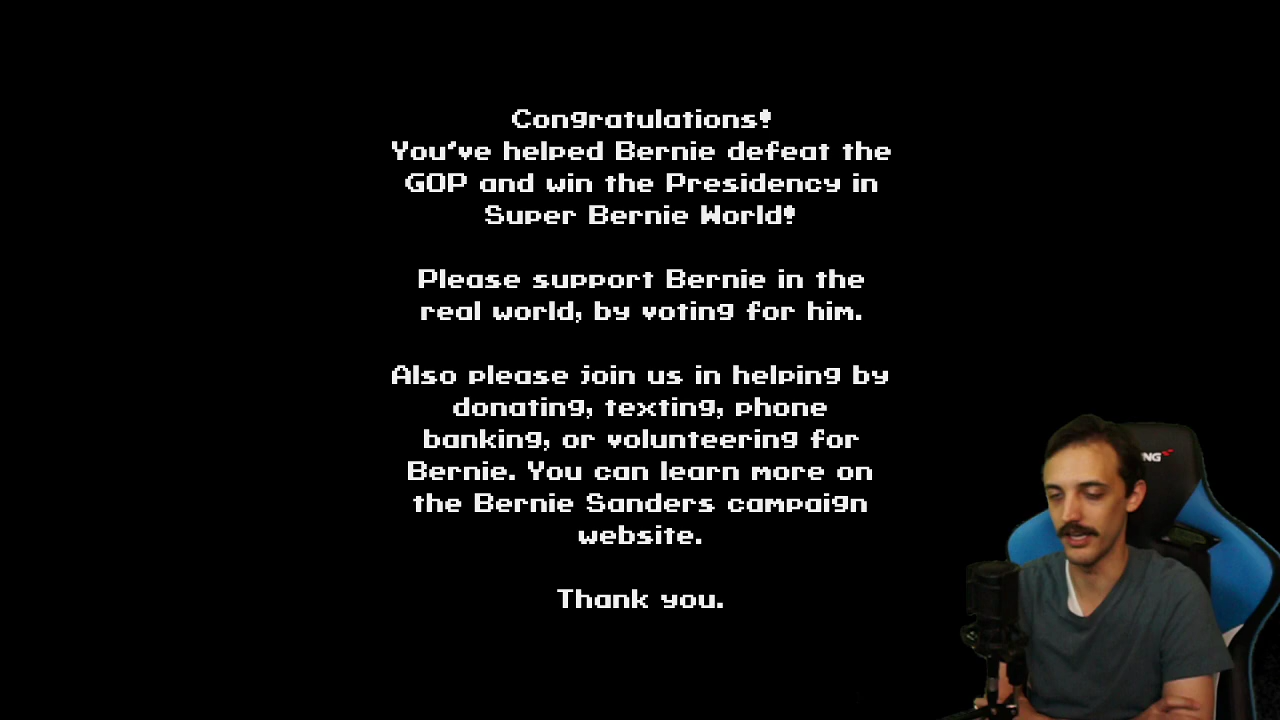 Congratulations!
You've helped Bernie defeat the
GOP and win the Presidency in
Super Bernie World!
Please support Bernie in the
real world, by voting for him.
Also please join us in helping by
donating, texting, phone
banking, or volunteering for
Bernie. You can learn more on
the Bernie Sanders campaign
website.
Thank you.